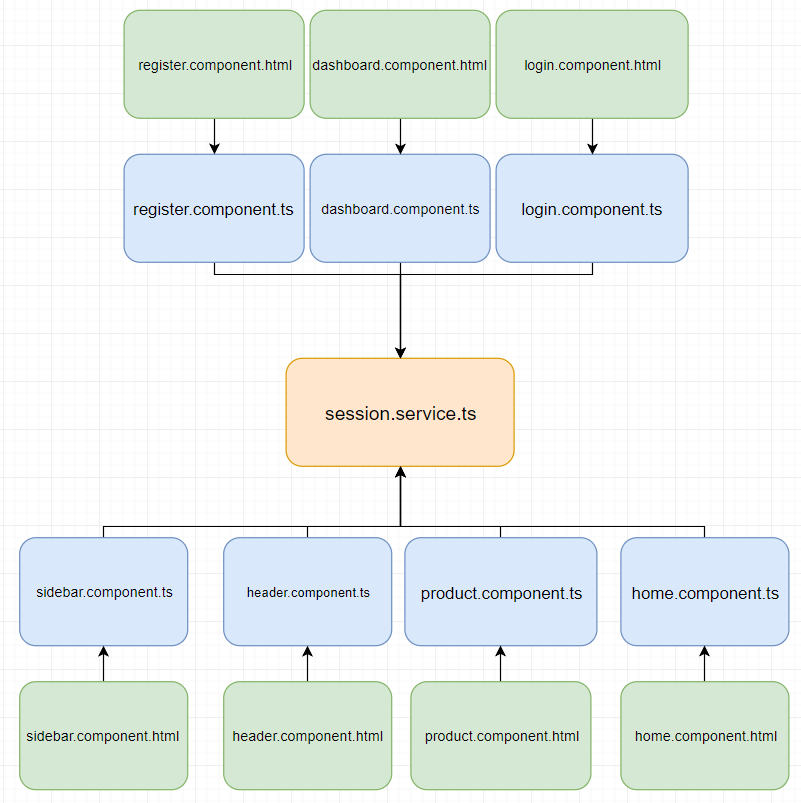 register.component.html
dashboard.component.html
login.component.html
register.component.ts
dashboard.component.ts
login.component.ts
session.service.ts
sidebar.component.ts
header.component.ts
product.component.ts
home.component.ts
sidebar.component.html
header.component.html
product.component.html
home.component.html